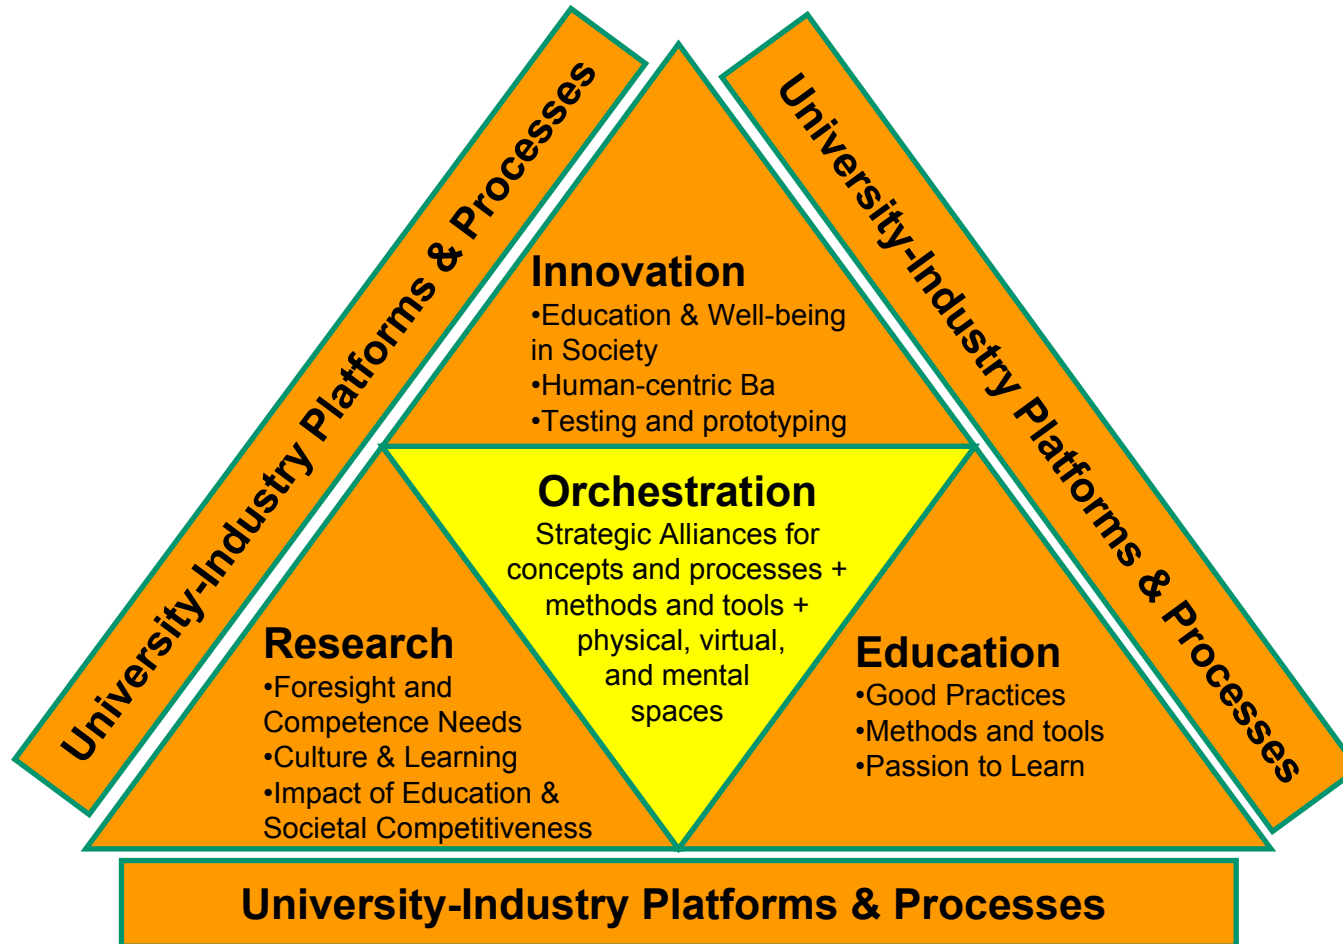 University-Industry Platforms & Processes
University-Industry Platforms & Processes
Innovation
•Education & Well-being
in Society
•Human-centric Ba
•Testing and prototyping
Orchestration
Strategic Alliances for
concepts and processes +
methods and tools +
physical, virtual,
and mental
spaces
Research
•Foresight and
Competence Needs
•Culture & Learning
•Impact of Education &
Societal Competitiveness
Education
•Good Practices
•Methods and tools
•Passion to Learn
University-Industry Platforms & Processes